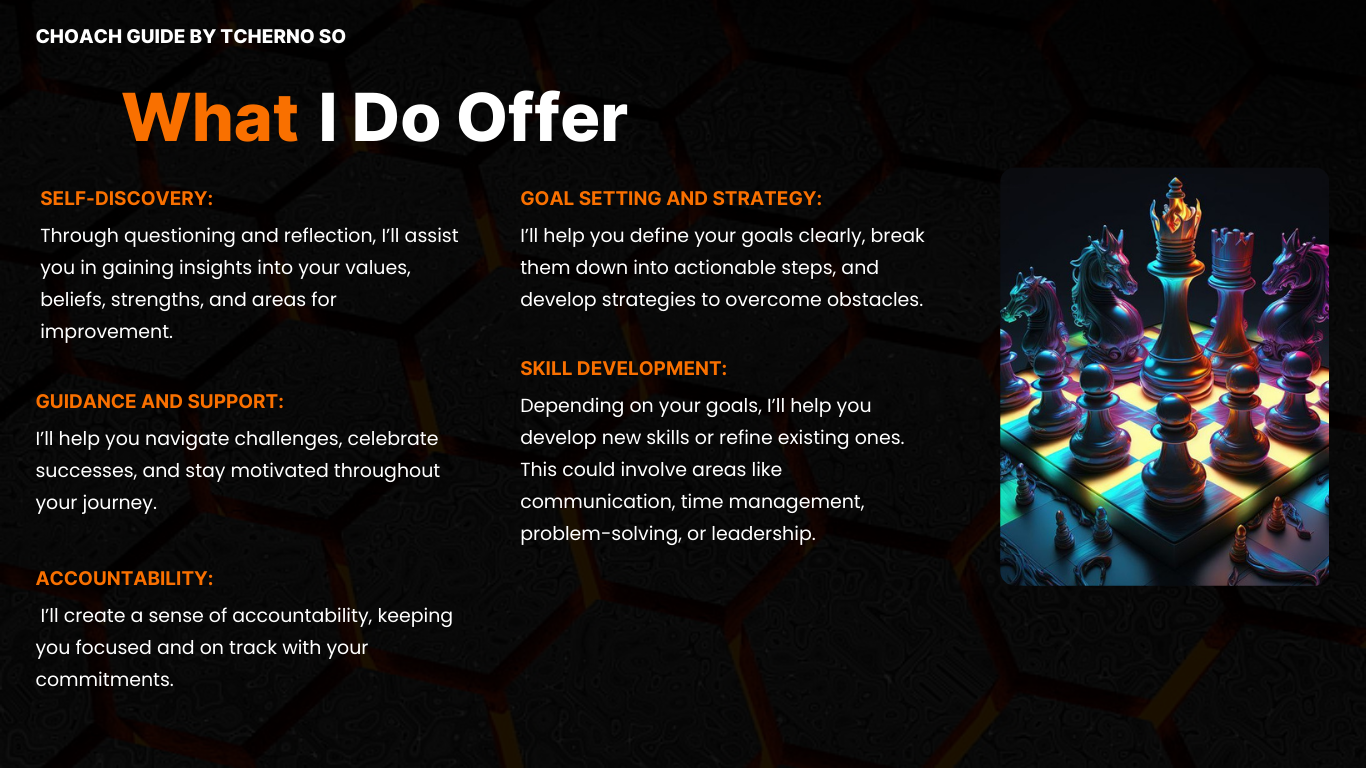 CHOACH GUIDE BY TCHERNO SO
What I Do Offer
SELF-DISCOVERY:
Through questioning and reflection, I’ll assist
you in gaining insights into your values,
beliefs, strengths, and areas for
improvement.
GUIDANCE AND SUPPORT:
I’ll help you navigate challenges, celebrate
successes, and stay motivated throughout
your journey.
ACCOUNTABILITY:
I’ll create a sense of accountability, keeping
you focused and on track with your
commitments.
GOAL SETTING AND STRATEGY:
I’ll help you define your goals clearly, break
them down into actionable steps, and
develop strategies to overcome obstacles.
SKILL DEVELOPMENT:
Depending on your goals, I’ll help you
develop new skills or refine existing ones.
This could involve areas like
communication, time management,
problem-solving, or leadership.